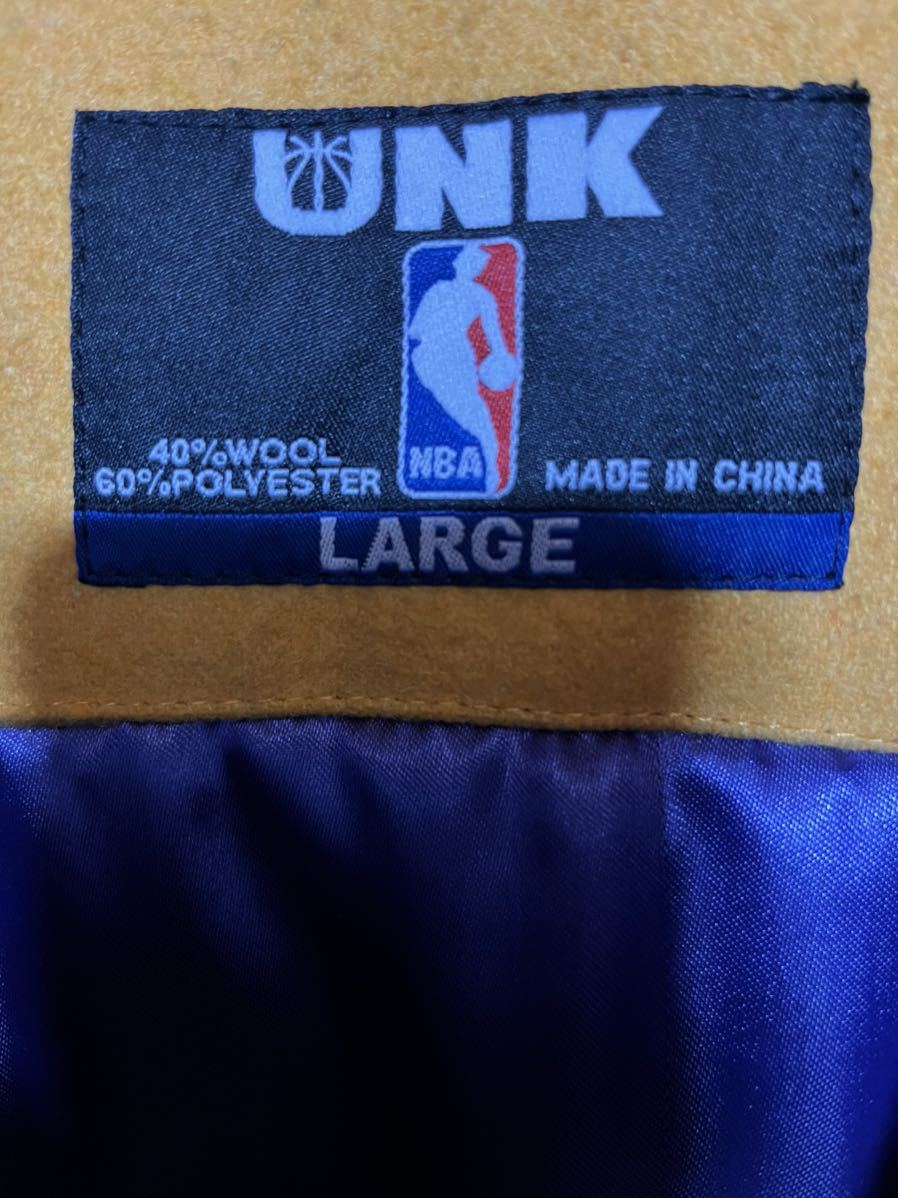 UNK
NBA
40%WOOL
60%POLYESTER
MADE IN CHINA
LARGE